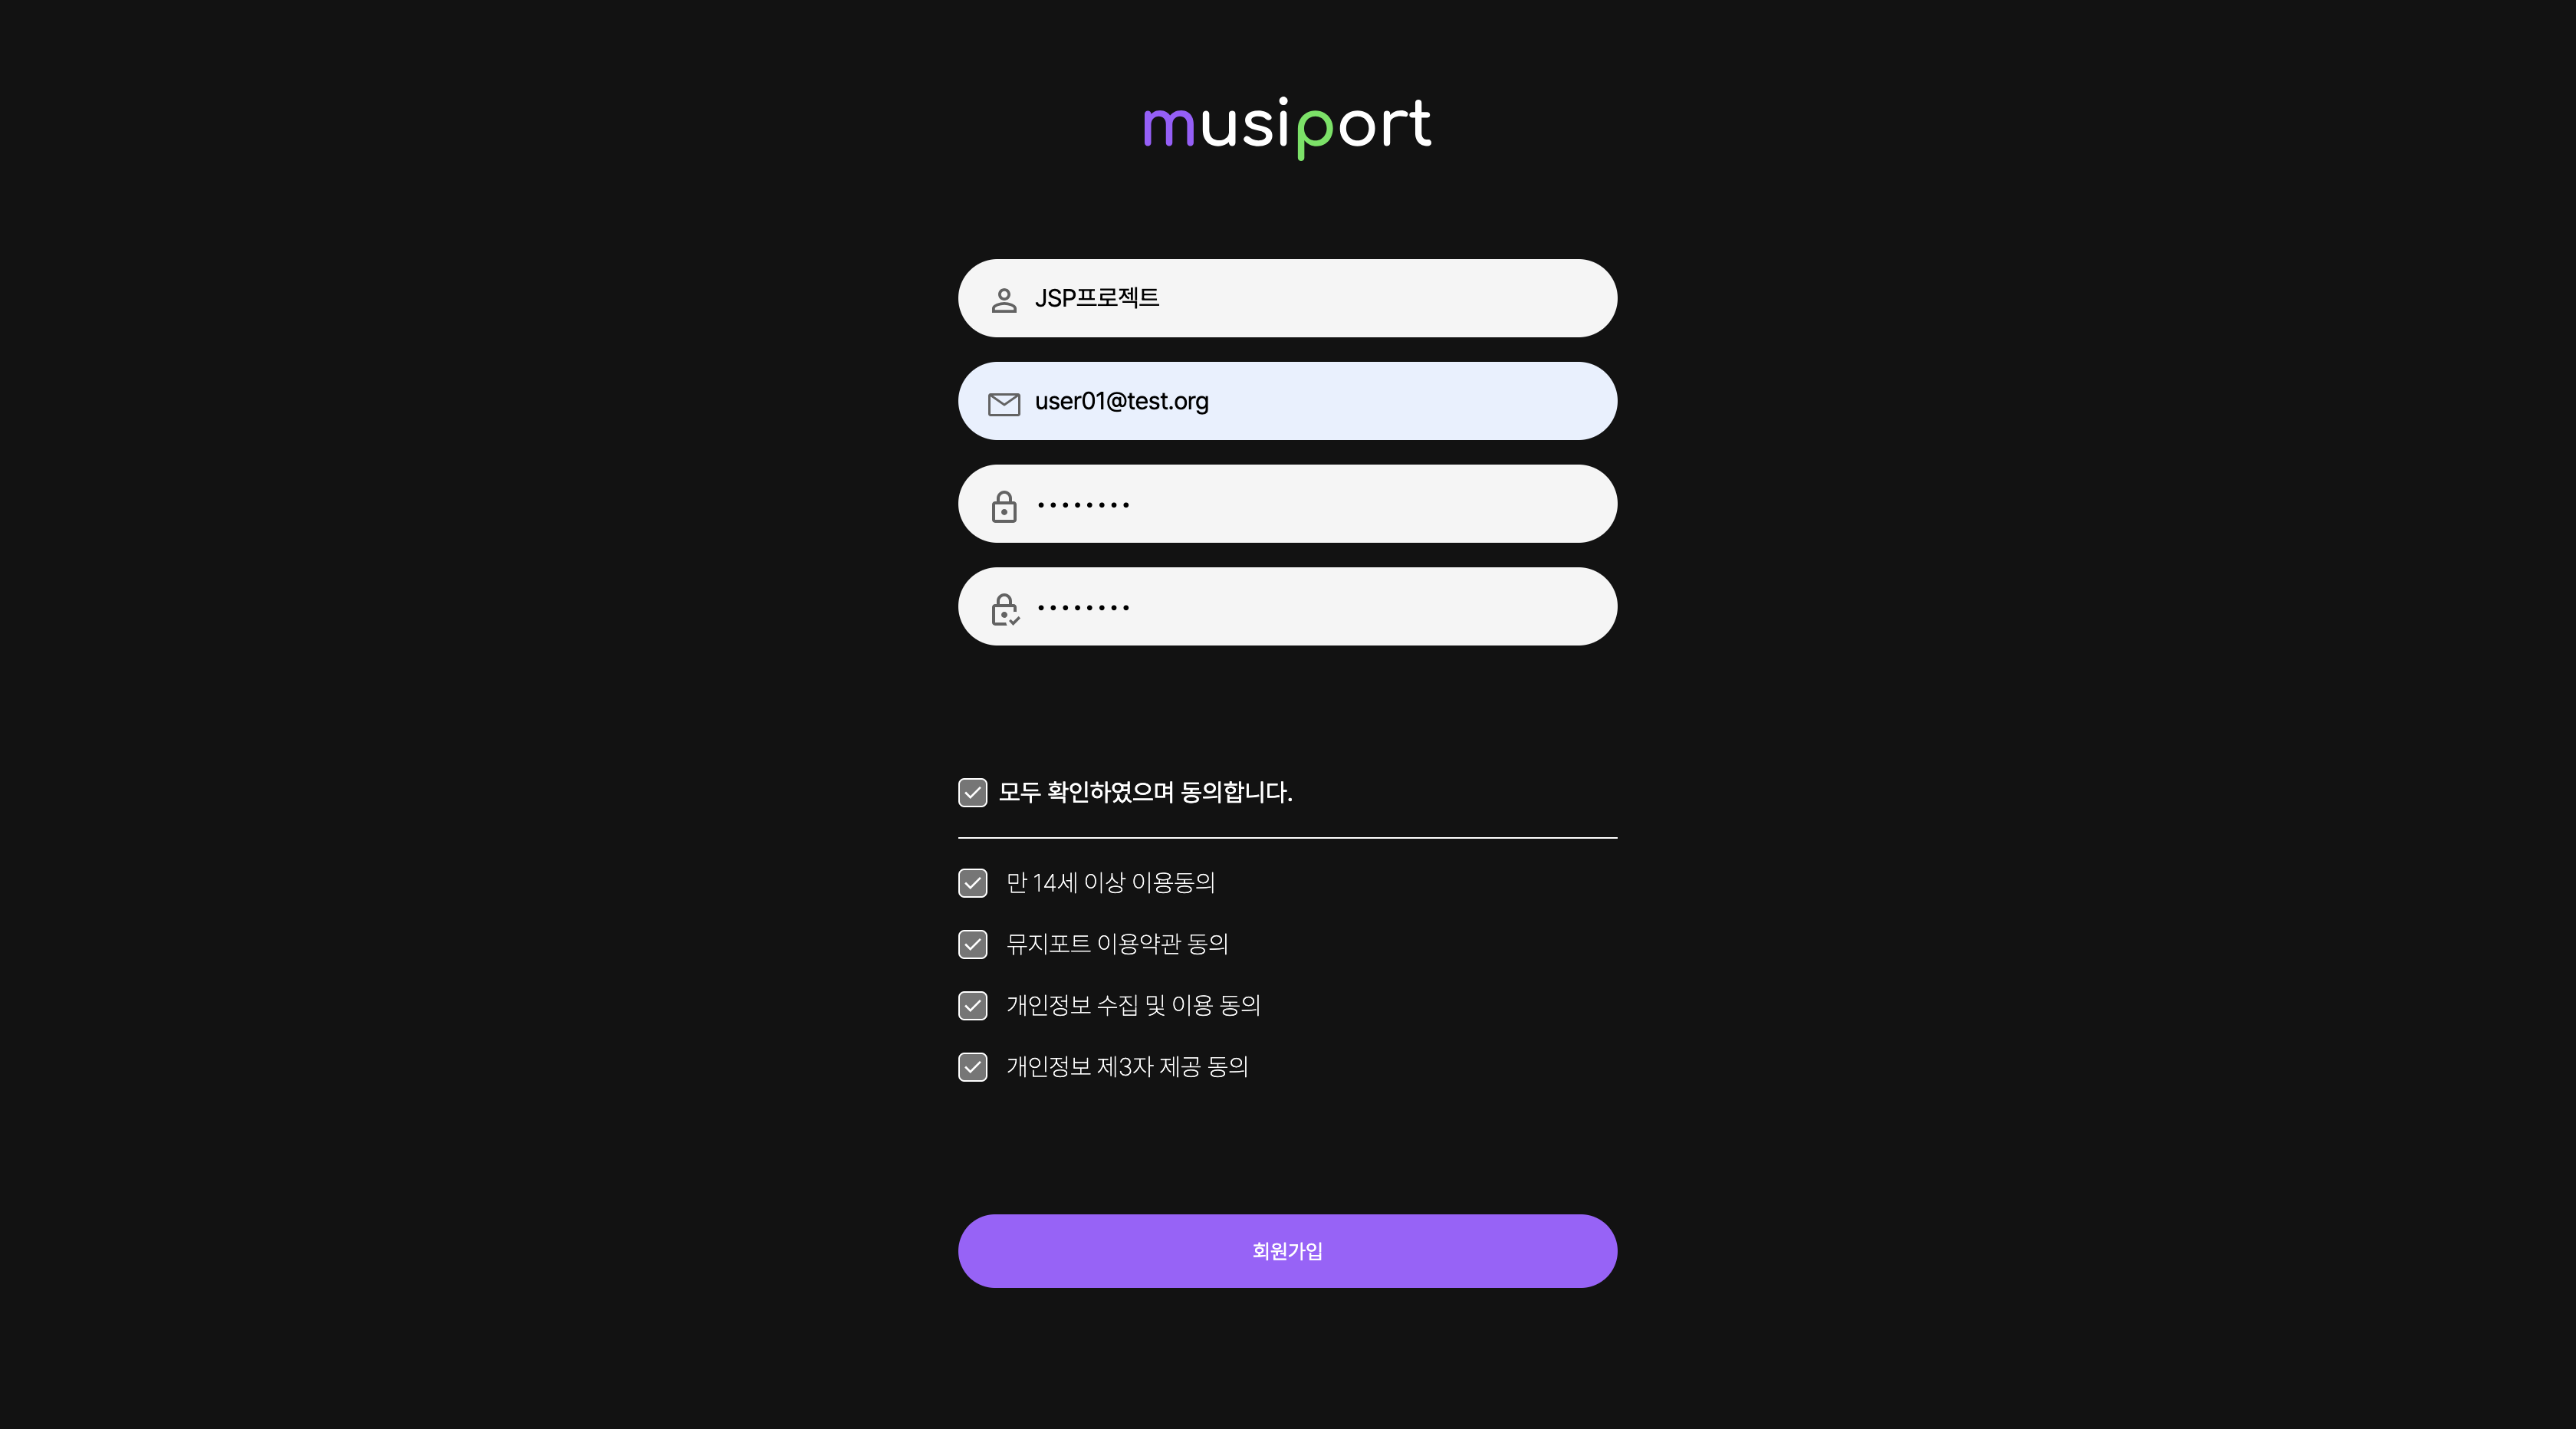 musiport
JSP프로젝트
user01@test.org
••••••••
••••••••
모두 확인하였으며 동의합니다.
만 14세 이상 이용동의
뮤지포트 이용약관 동의
개인정보 수집 및 이용 동의
개인정보 제3자 제공 동의
회원가입